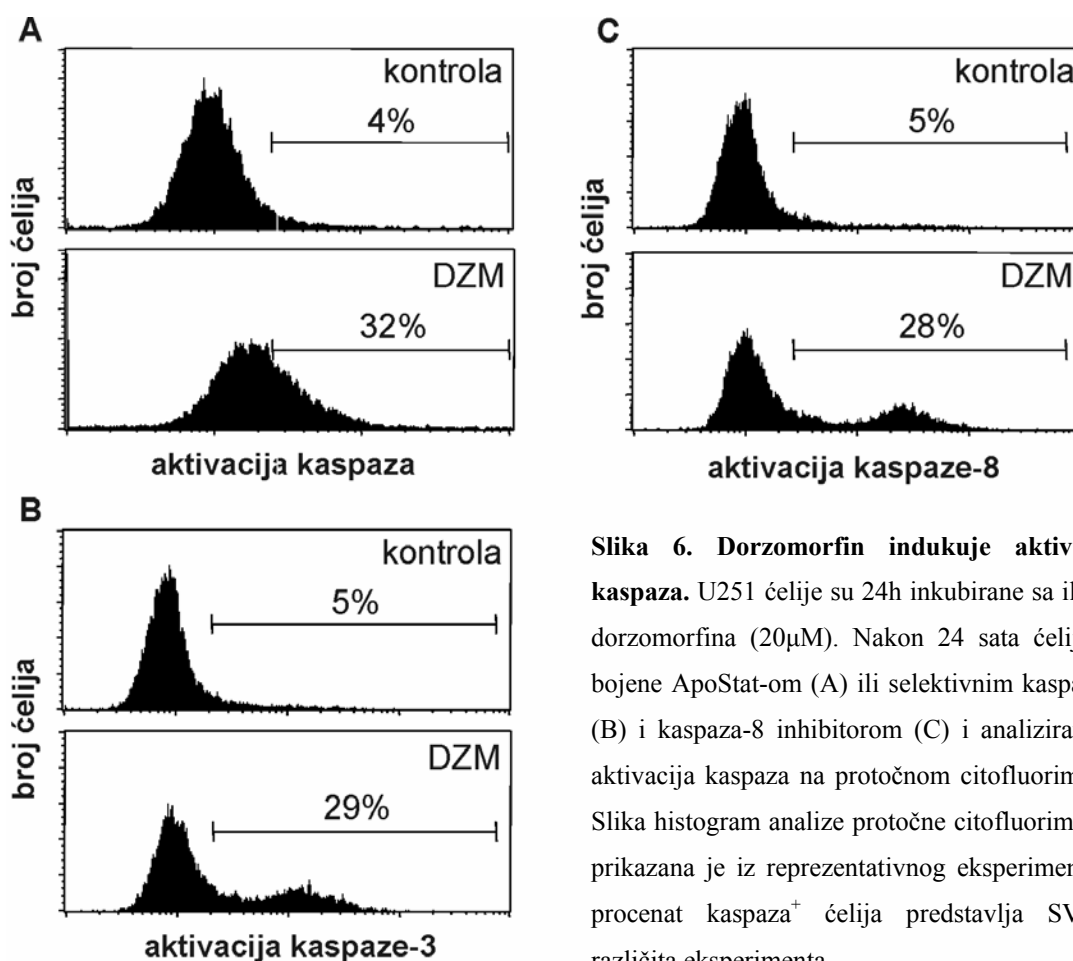 A
kontrola
4%
DZM
32%
broj ćelija
aktivacija kaspaza
B
kontrola
5%
DZM
29%
broj ćelija
aktivacija kaspaze-3
C
kontrola
5%
DZM
28%
broj ćelija
aktivacija kaspaze-8
Slika 6. Dorzomorfin indukuje
kaspaza. U251 ćelije su 24h inkubirane sa
dorzomorfina (20µM). Nakon 24 sata
bojene ApoStat-om (A) ili selektivnim
(B) i kaspaza-8 inhibitorom (C) i
aktivacija kaspaza na protočnom
Slika histogram analize protočne
prikazana je iz reprezentativnog
procenat kaspaza+ ćelija predstavlja